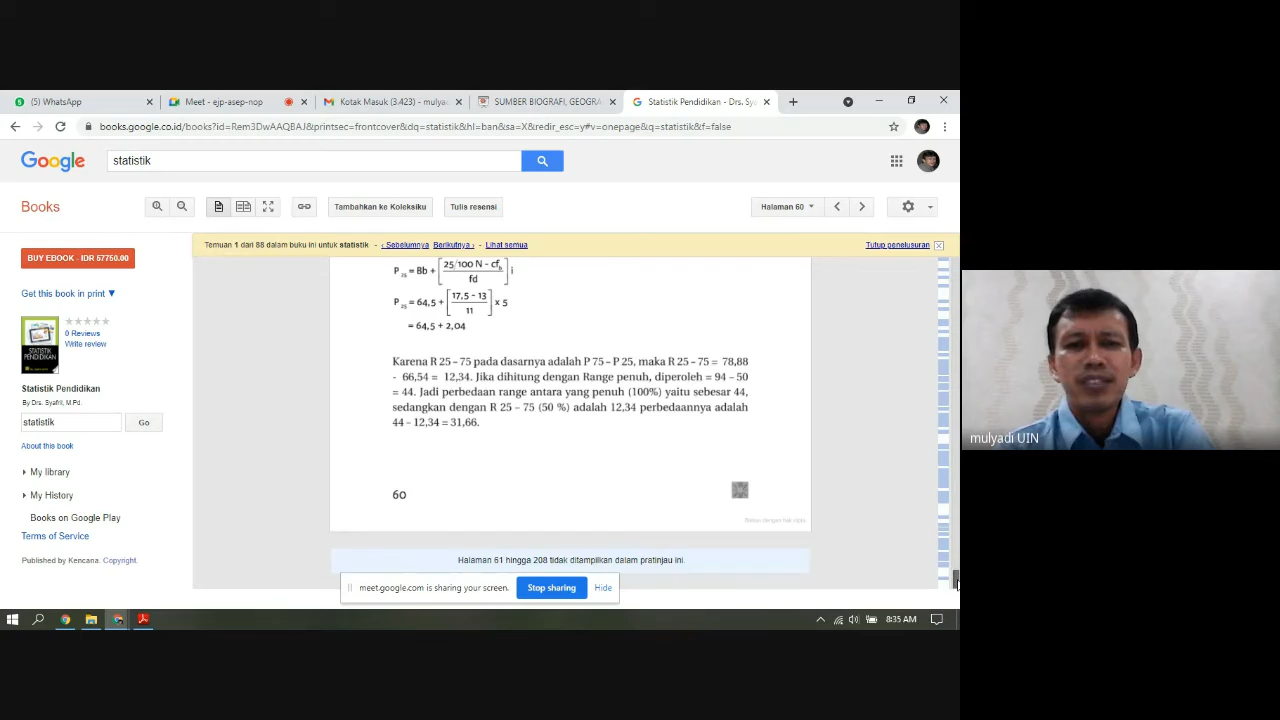 (5) WhatsApp
Meet - ejp-asep-nop
Kotak Masuk (3.423) - mulya
SUMBER BIOGRAFI, GEOGRA
Statistik Pendidikan - Drs. Sya
books.google.co.id/books?id=Rem3DwAAQBAJ&printsec=frontcover&dq=statistik&hl=ban&sa=X&redir_esc=y#v=onepage&q=statistik&f=false
Google
statistik
Books
Tambahkan ke Koleksiku
Tulis resensi
Halaman 60
Temuan 1 dari 88 dalam buku ini untuk statistik - ‹ Sebelumnya Berikutnya › - Lihat semua
Tutup penelusuran
BUY EBOOK - IDR 57750.00
Get this book in print ▼
0 Reviews
Write review
STATISTIK
PENDIDIKAN
Statistik Pendidikan
By Drs. Syafril, M.Pd.
statistik
Go
About this book
My library
My History
Books on Google Play
Terms of Service
Published by Kencana. Copyright.
P 25 = Bb + [25/100 N - cfb / fd] i
P 25 = 64,5 + [17,5 - 13 / 11] x 5
= 64,5 + 2,04
Karena R 25 – 75 pada dasarnya adalah P 75 – P 25, maka R 25 – 75 = 78,88
- 66,54 = 12,34. Jika dihitung dengan Range penuh, diperoleh = 94 – 50
= 44. Jadi perbedaan range antara yang penuh (100%) yaitu sebesar 44,
sedangkan dengan R 25 – 75 (50 %) adalah 12,34 perbedaannya adalah
44 – 12,34 = 31,66.
60
Halaman 61 hingga 208 tidak ditampilkan dalam pratinjau ini.
meet.google.com is sharing your screen.
Stop sharing
Hide
8:35 AM
mulyadi UIN